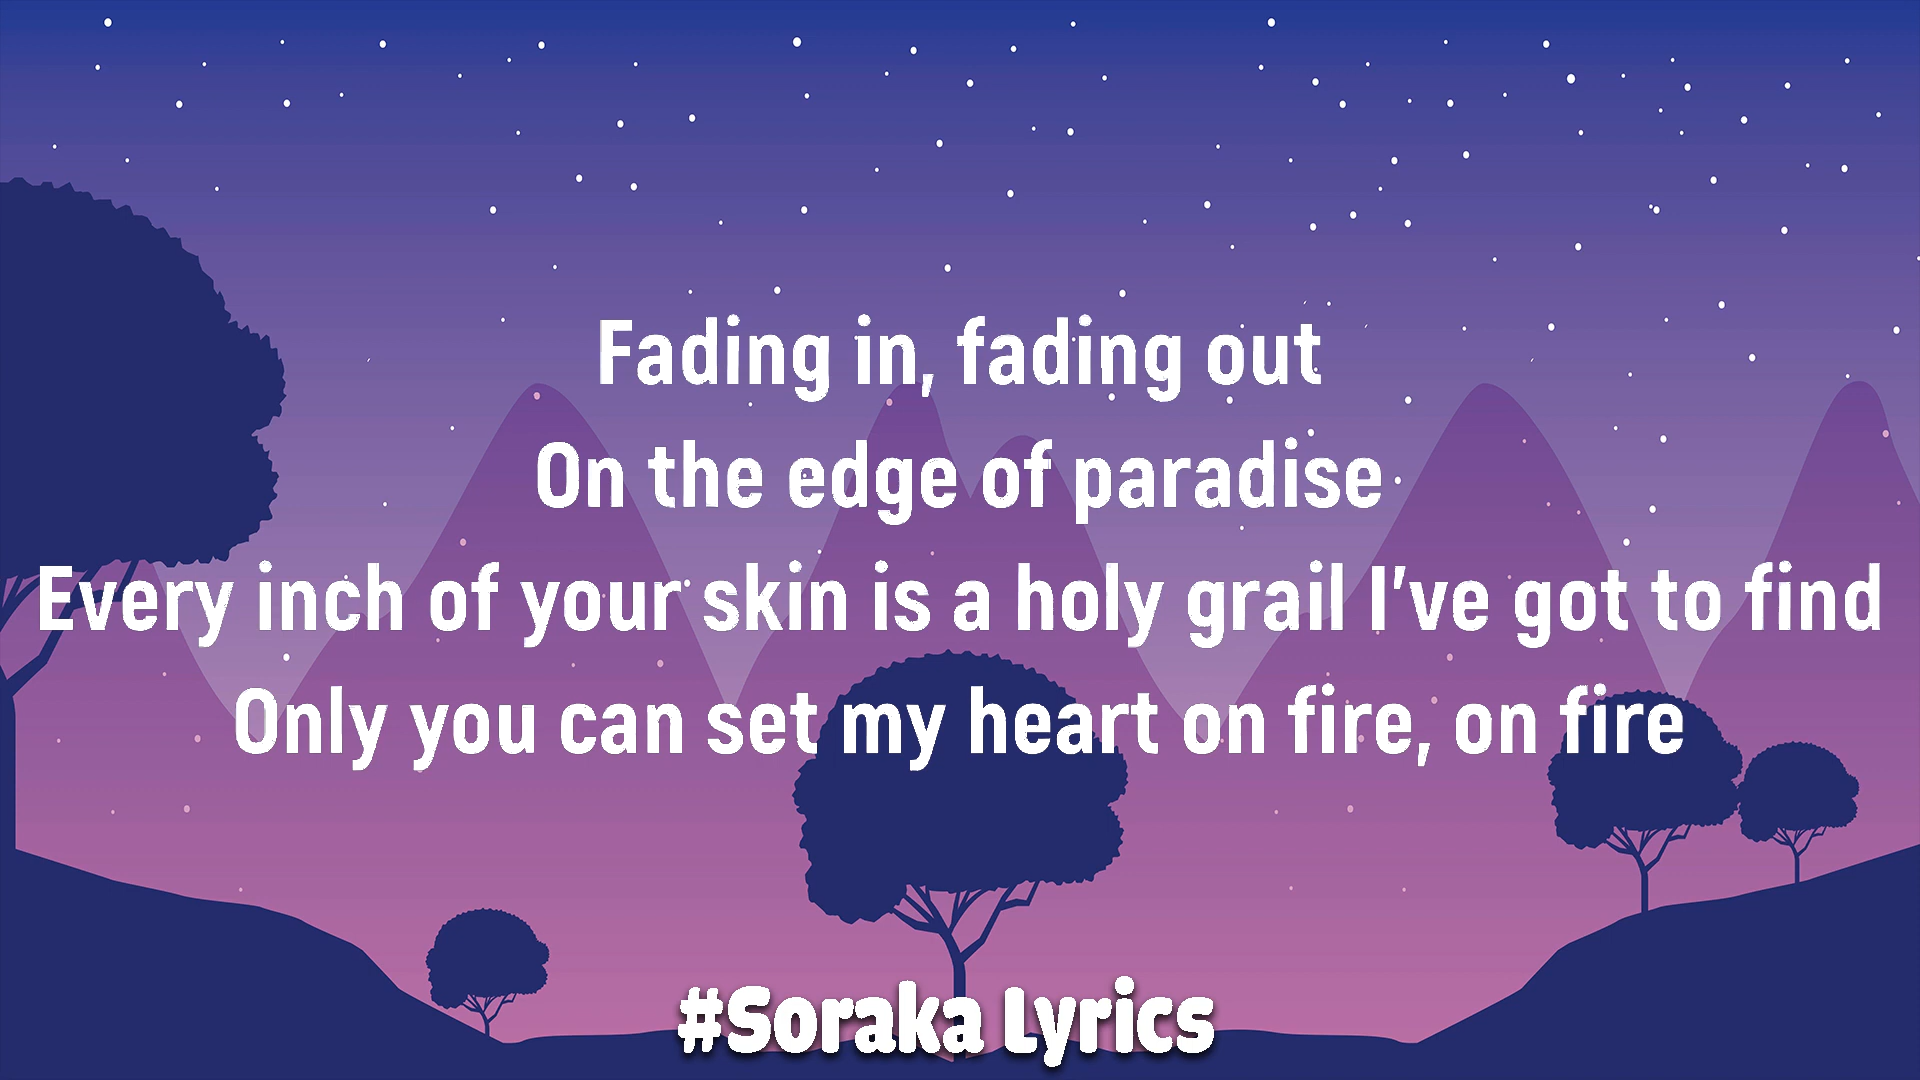 Fading in, fading out
On the edge of paradise
Every inch of your skin is a holy grail I've got to find
Only you can set my heart on fire, on fire
#Soraka Lyrics